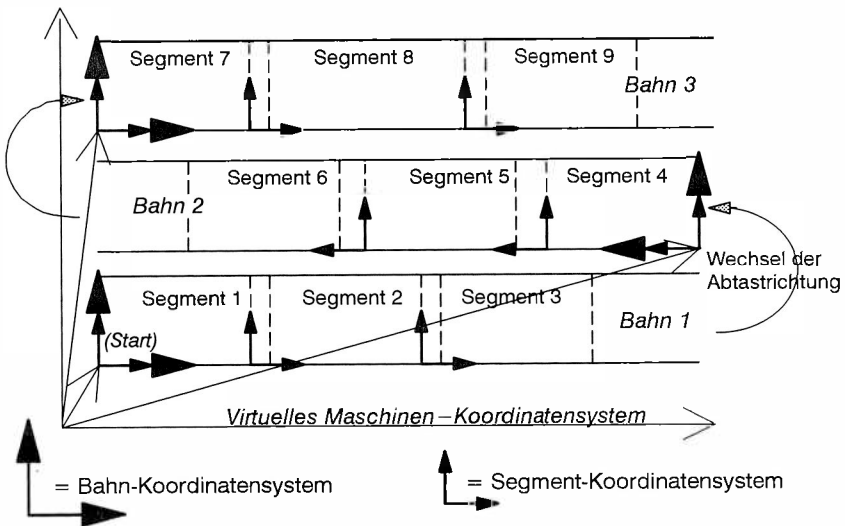 Segment 7 Segment 8 Segment 9
Bahn 3
Segment 6 Segment 5 Segment 4
Bahn 2
Wechsel der
Abtastrichtung
Segment 1 Segment 2 Segment 3
Bahn 1
(Start)
Virtuelles Maschinen–Koordinatensystem
= Bahn-Koordinatensystem
= Segment-Koordinatensystem